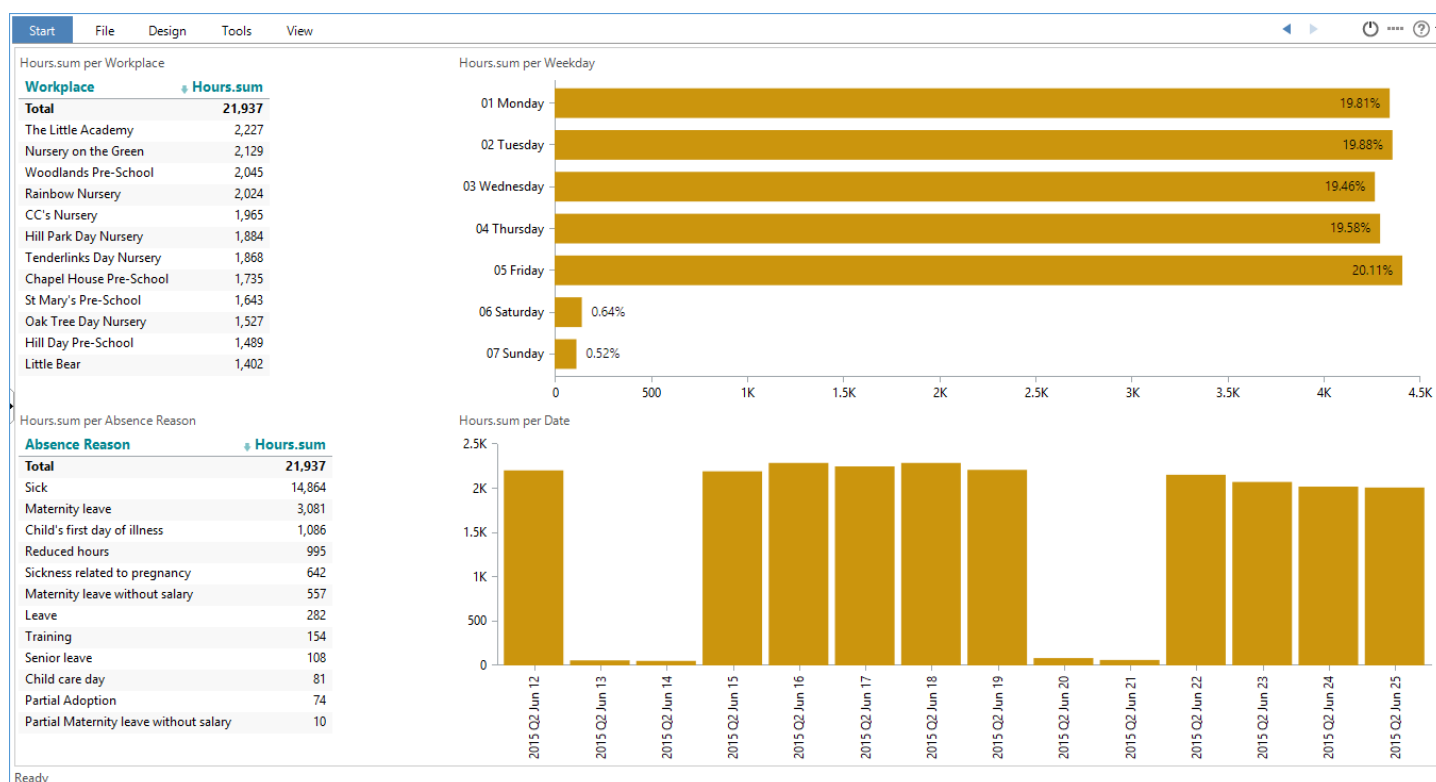 Start File Design Tools View
Hours.sum per Workplace
Workplace Hours.sum
Total 21,937
The Little Academy 2,227
Nursery on the Green 2,129
Woodlands Pre-School 2,045
Rainbow Nursery 2,024
CC's Nursery 1,965
Hill Park Day Nursery 1,884
Tenderlinks Day Nursery 1,868
Chapel House Pre-School 1,735
St Mary's Pre-School 1,643
Oak Tree Day Nursery 1,527
Hill Day Pre-School 1,489
Little Bear 1,402
Hours.sum per Weekday
01 Monday 19.81%
02 Tuesday 19.88%
03 Wednesday 19.46%
04 Thursday 19.58%
05 Friday 20.11%
06 Saturday 0.64%
07 Sunday 0.52%
0 500 1K 1.5K 2K 2.5K 3K 3.5K 4K 4.5K
Hours.sum per Absence Reason
Absence Reason Hours.sum
Total 21,937
Sick 14,864
Maternity leave 3,081
Child's first day of illness 1,086
Reduced hours 995
Sickness related to pregnancy 642
Maternity leave without salary 557
Leave 282
Training 154
Senior leave 108
Child care day 81
Partial Adoption 74
Partial Maternity leave without salary 10
Hours.sum per Date
2.5K
2K
1.5K
1K
500
0
2015 Q2 Jun 12
2015 Q2 Jun 13
2015 Q2 Jun 14
2015 Q2 Jun 15
2015 Q2 Jun 16
2015 Q2 Jun 17
2015 Q2 Jun 18
2015 Q2 Jun 19
2015 Q2 Jun 20
2015 Q2 Jun 21
2015 Q2 Jun 22
2015 Q2 Jun 23
2015 Q2 Jun 24
2015 Q2 Jun 25
Ready